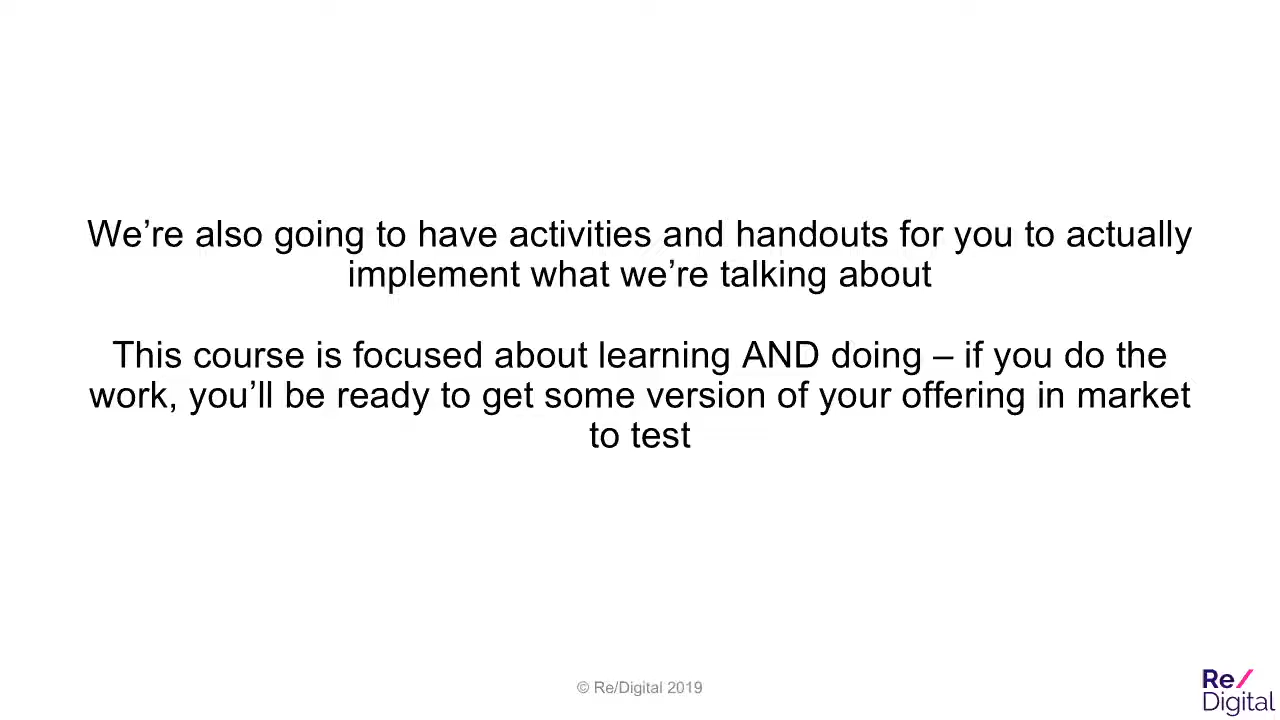 We’re also going to have activities and handouts for you to actually
implement what we’re talking about
This course is focused about learning AND doing – if you do the
work, you’ll be ready to get some version of your offering in market
to test
© Re/Digital 2019
Re/
Digital